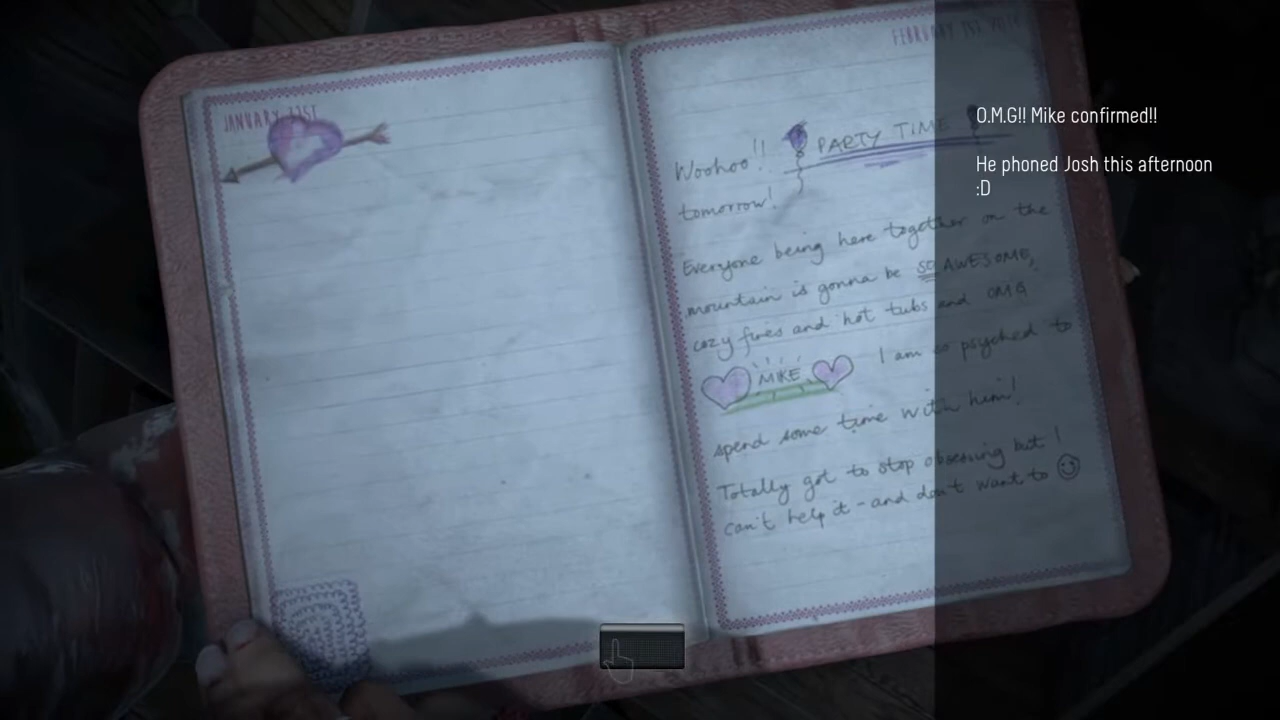 JANUARY 31ST
FEBRUARY 1ST 2014
Woohoo!! PARTY TIME
tomorrow!
Everyone being here together on the
mountain is gonna be SO AWESOME,
cozy fires and hot tubs and OMG
MIKE I am so psyched to
spend some time with him!
Totally got to stop obsessing but I
can't help it - and don't want to
O.M.G!! Mike confirmed!!
He phoned Josh this afternoon
:D